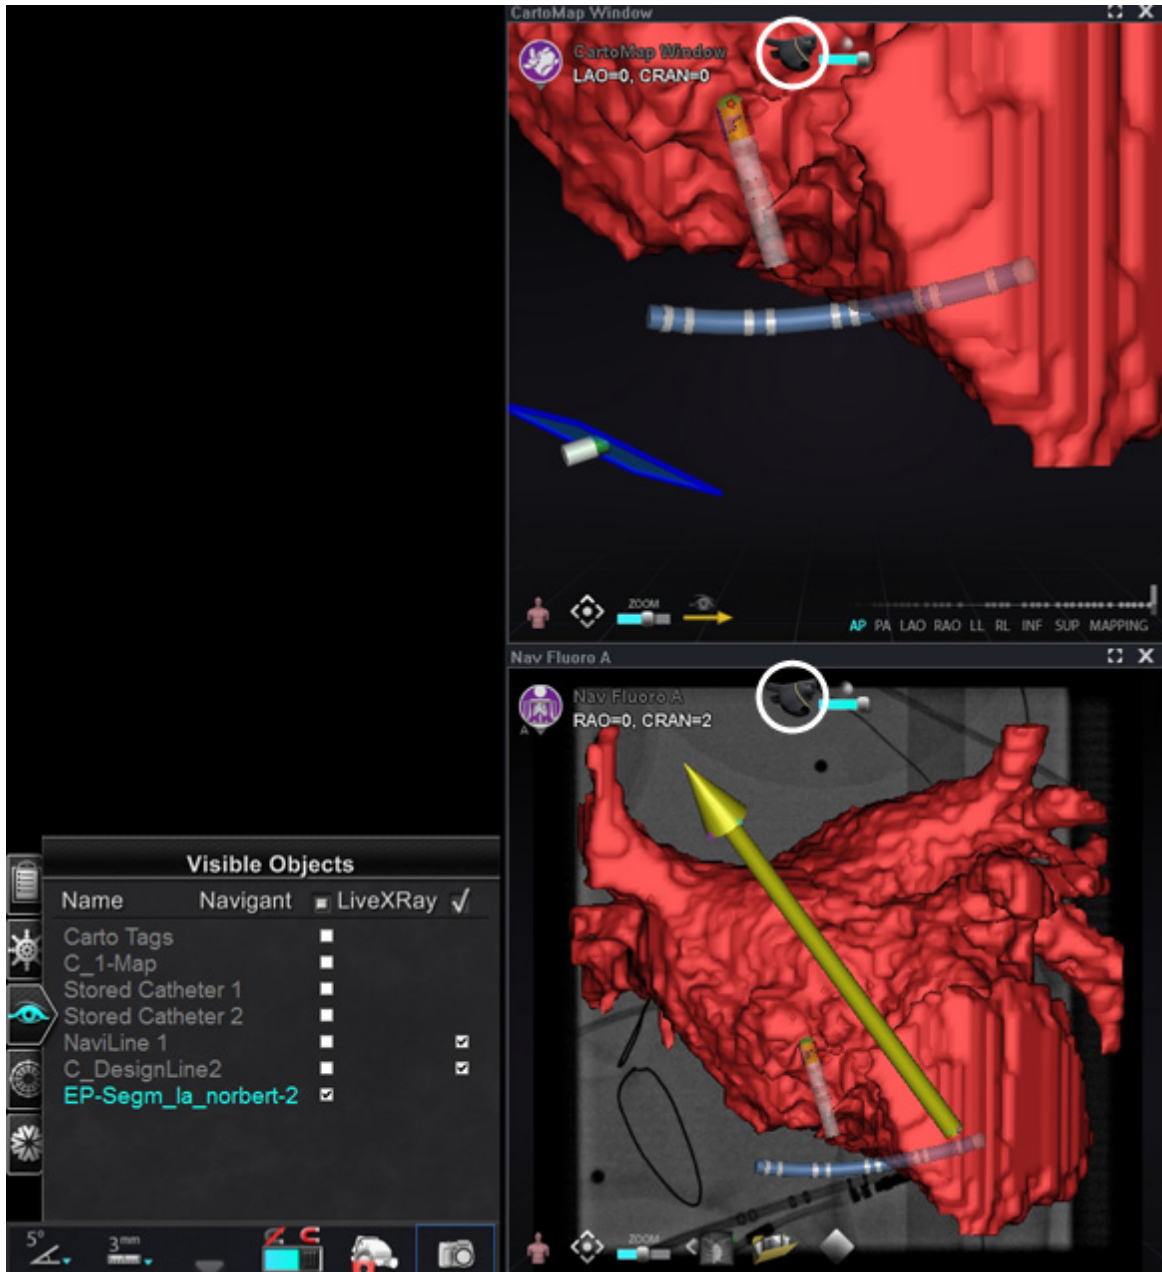 CartoMap Window
CartoMap Window
LAO=0, CRAN=0
ZOOM
AP PA LAO RAO LL RL INF SUP MAPPING
Nav Fluoro A
Nav Fluoro A
RAO=0, CRAN=2
A
ZOOM
Visible Objects
Name Navigant LiveXRay
Carto Tags
C_1-Map
Stored Catheter 1
Stored Catheter 2
NaviLine 1
C_DesignLine2
EP-Segm_la_norbert-2
5° 3mm